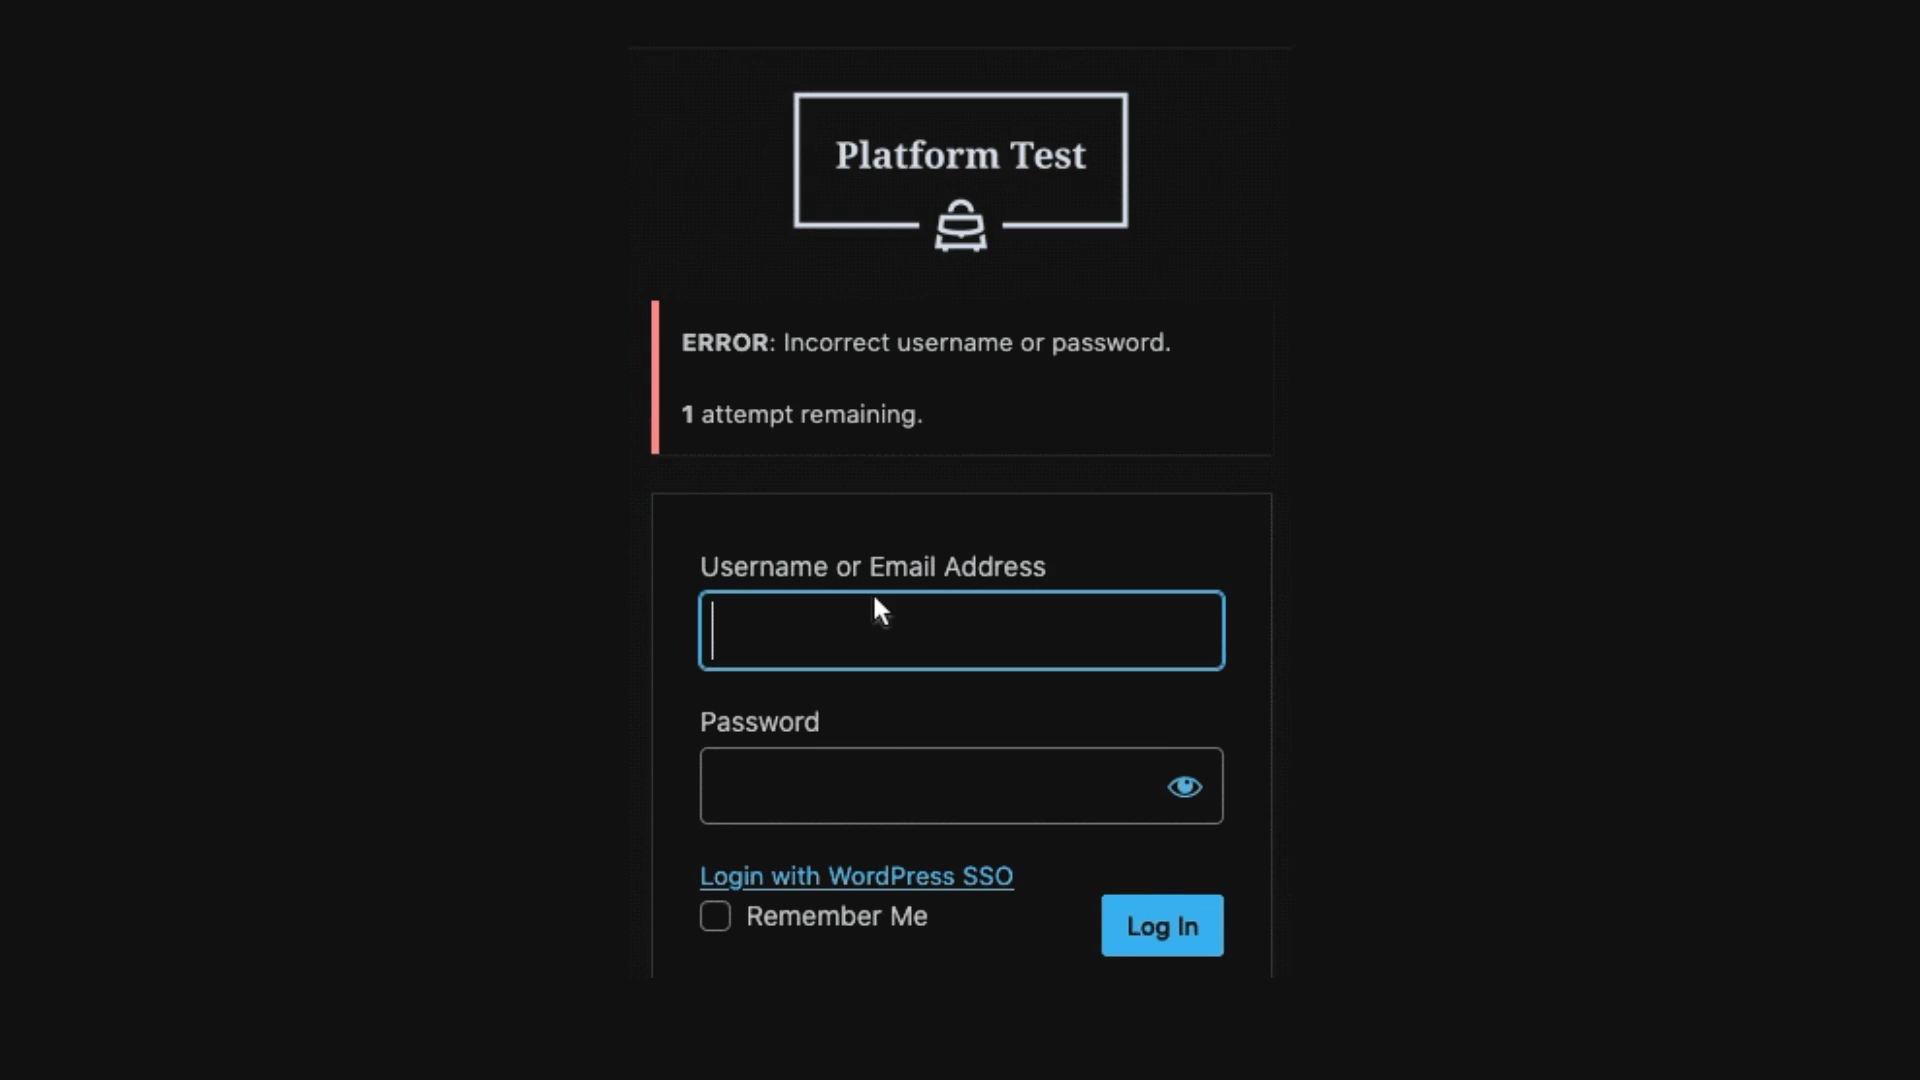 Platform Test
ERROR: Incorrect username or password.
1 attempt remaining.
Username or Email Address
Password
Login with WordPress SSO
Remember Me
Log In